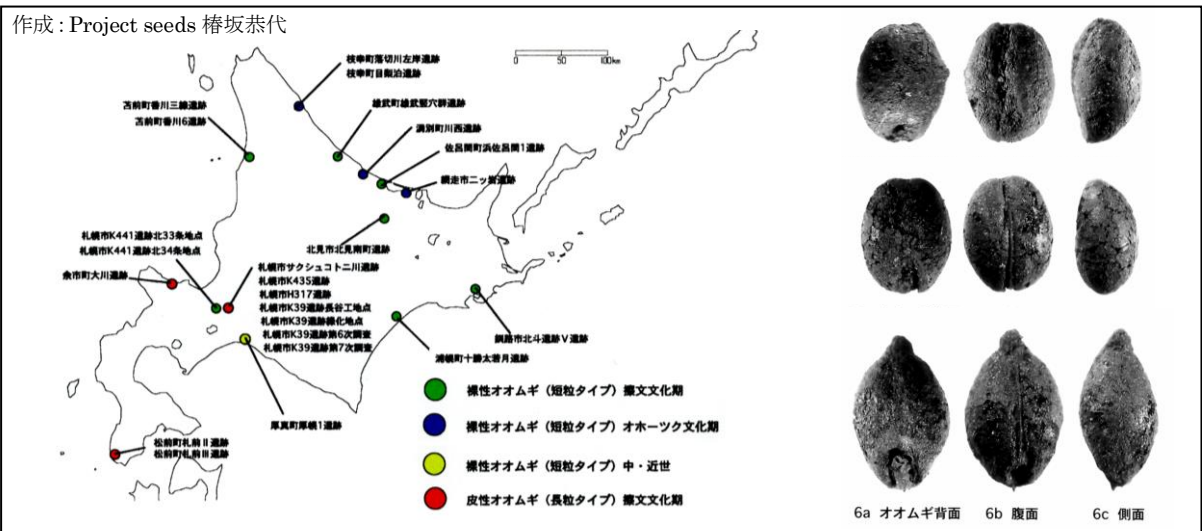 作成：Project seeds 椿坂恭代
0 50 100km
枝幸町落切川左岸遺跡
枝幸町目梨泊遺跡
苫前町香川三線遺跡
苫前町香川6遺跡
雄武町雄武竪穴群遺跡
湧別町川西遺跡
佐呂間町浜佐呂間1遺跡
網走市二ッ岩遺跡
北見市北見南町遺跡
札幌市K441遺跡北33条地点
札幌市K441遺跡北34条地点
余市町大川遺跡
札幌市サクシュコトニ川遺跡
札幌市K435遺跡
札幌市H317遺跡
札幌市K39遺跡長谷工地点
札幌市K39遺跡緑化地点
札幌市K39遺跡第6次調査
札幌市K39遺跡第7次調査
釧路市北斗遺跡Ⅴ遺跡
浦幌町十勝太若月遺跡
厚真町厚幌1遺跡
松前町札前Ⅱ遺跡
松前町札前Ⅲ遺跡
裸性オオムギ（短粒タイプ）擦文文化期
裸性オオムギ（短粒タイプ）オホーツク文化期
裸性オオムギ（短粒タイプ）中・近世
皮性オオムギ（長粒タイプ）擦文文化期
6a オオムギ背面 6b 腹面 6c 側面